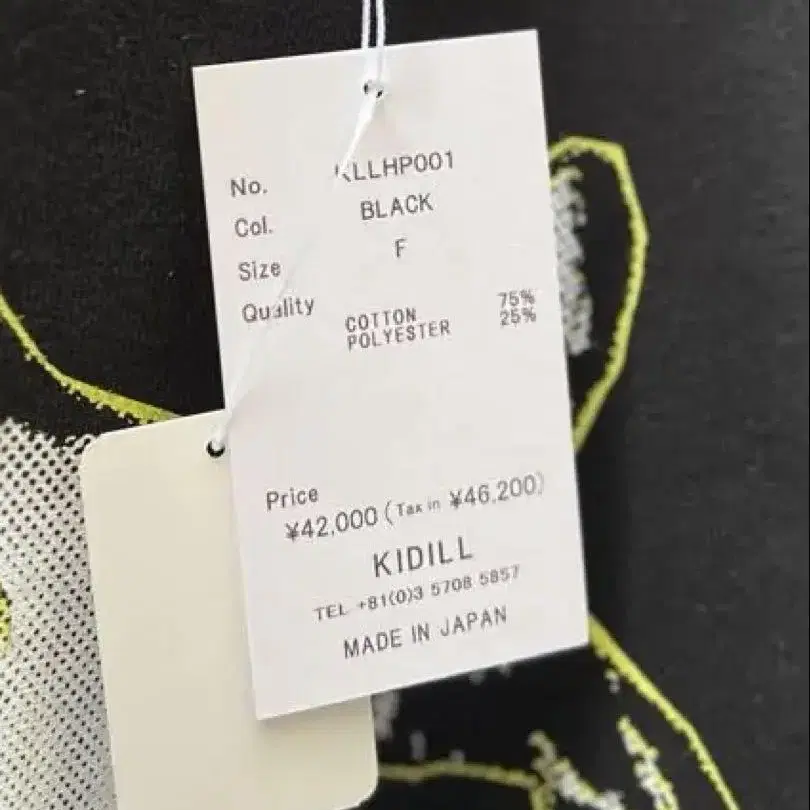 No. KLLHP001
Col. BLACK
Size F
Quality
COTTON 75%
POLYESTER 25%
Price
¥42,000 (Tax in ¥46,200)
KIDILL
TEL +81(0)3 5708 5857
MADE IN JAPAN